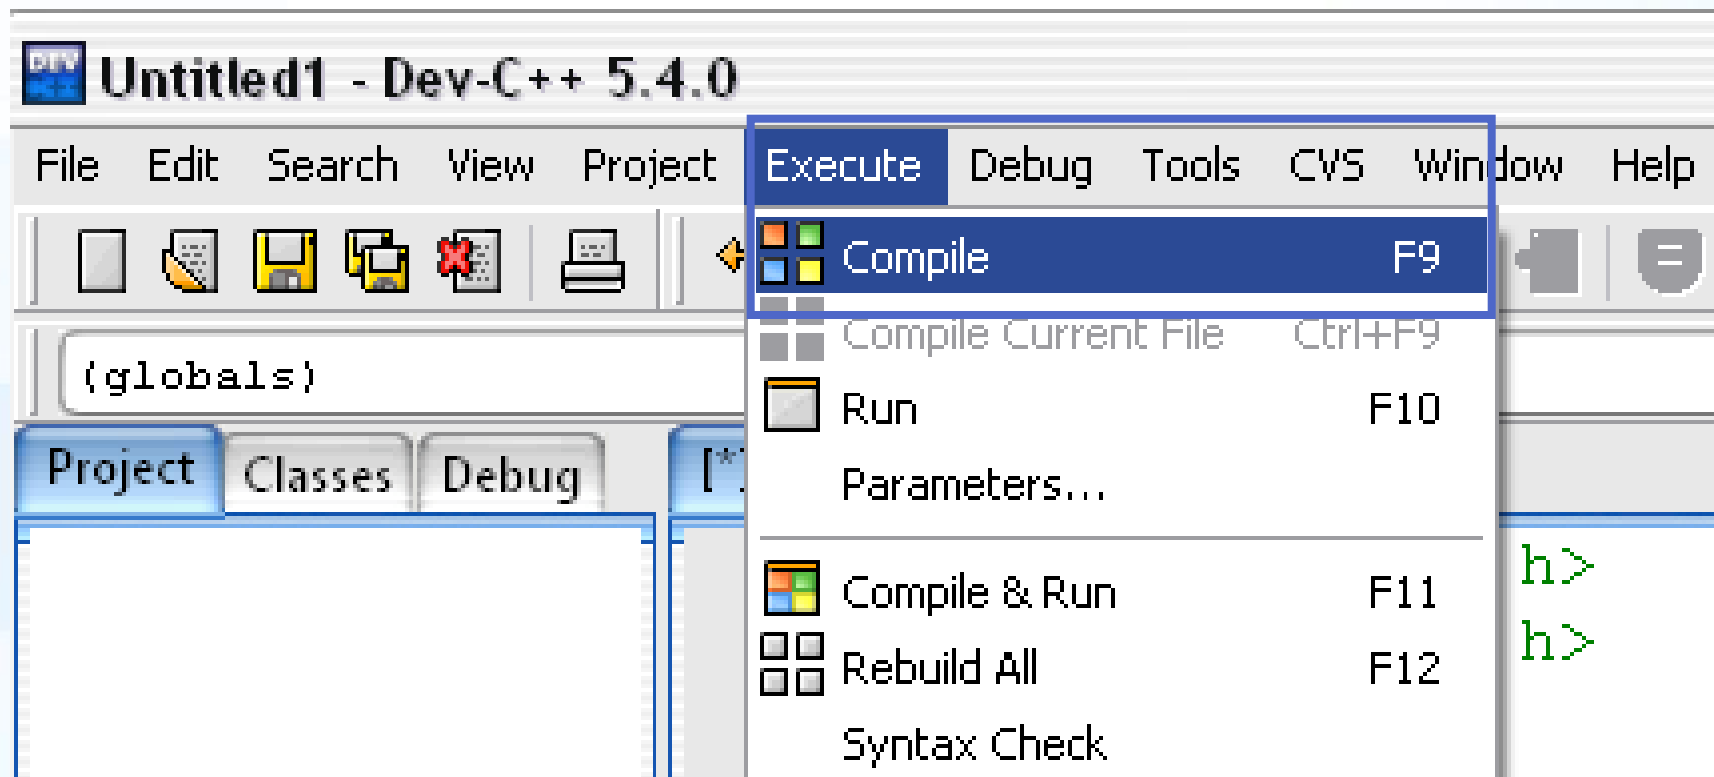 DEV
Untitled1 - Dev-C++ 5.4.0
File Edit Search View Project Execute Debug Tools CVS Window Help
Compile F9
Compile Current File Ctrl+F9
(globals)
Run F10
Project Classes Debug [*]
Parameters...
h>
Compile & Run F11
h>
Rebuild All F12
Syntax Check